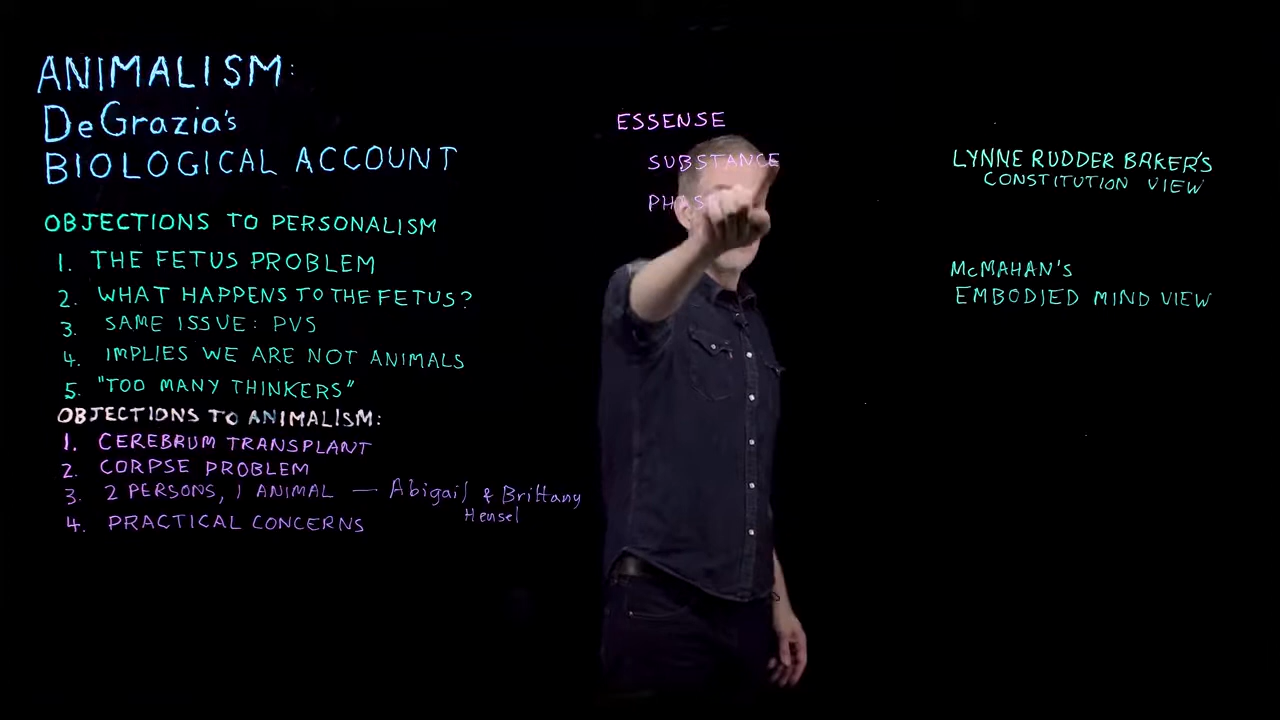 ANIMALISM:
DeGrazia's
BIOLOGICAL ACCOUNT
OBJECTIONS TO PERSONALISM
1. THE FETUS PROBLEM
2. WHAT HAPPENS TO THE FETUS?
3. SAME ISSUE: PVS
4. IMPLIES WE ARE NOT ANIMALS
5. "TOO MANY THINKERS"
OBJECTIONS TO ANIMALISM:
1. CEREBRUM TRANSPLANT
2. CORPSE PROBLEM
3. 2 PERSONS, 1 ANIMAL — Abigail & Brittany
Hensel
4. PRACTICAL CONCERNS
ESSENSE
SUBSTANCE
PHAS
LYNNE RUDDER BAKER'S
CONSTITUTION VIEW
McMAHAN'S
EMBODIED MIND VIEW